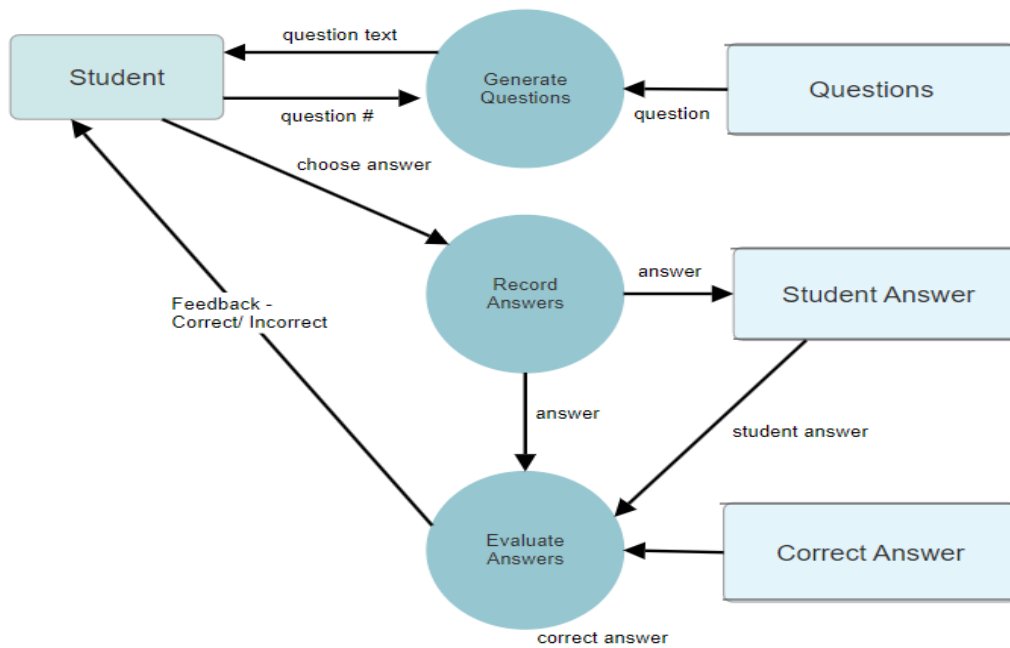 question text
Student
Generate
Questions
Questions
question #
question
choose answer
Record
Answers
answer
Student Answer
Feedback -
Correct/ Incorrect
answer
student answer
Evaluate
Answers
Correct Answer
correct answer